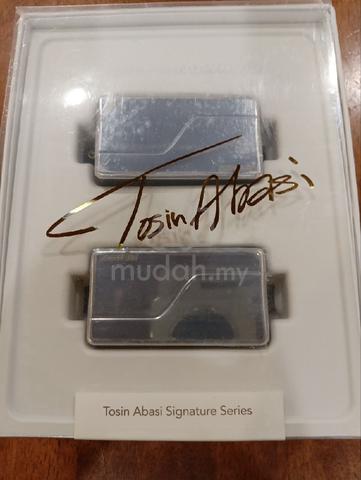 Tosin Abasi
mudah.my
Tosin Abasi Signature Series